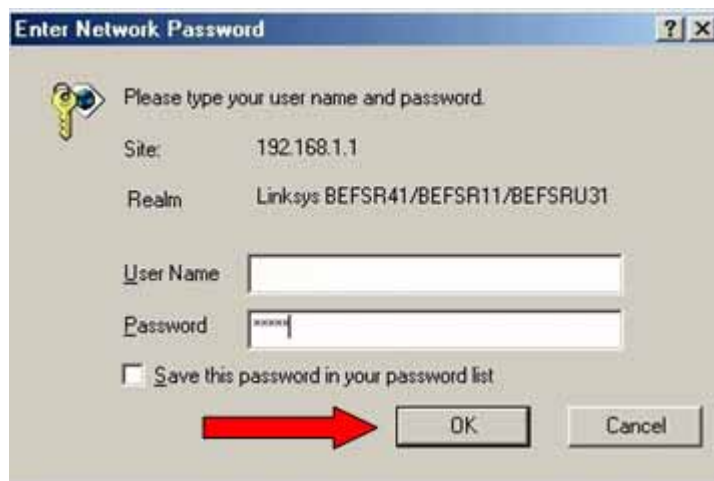 Enter Network Password
Please type your user name and password.
Site: 192.168.1.1
Realm Linksys BEFSR41/BEFSR11/BEFSRU31
User Name
Password *****
Save this password in your password list
OK Cancel